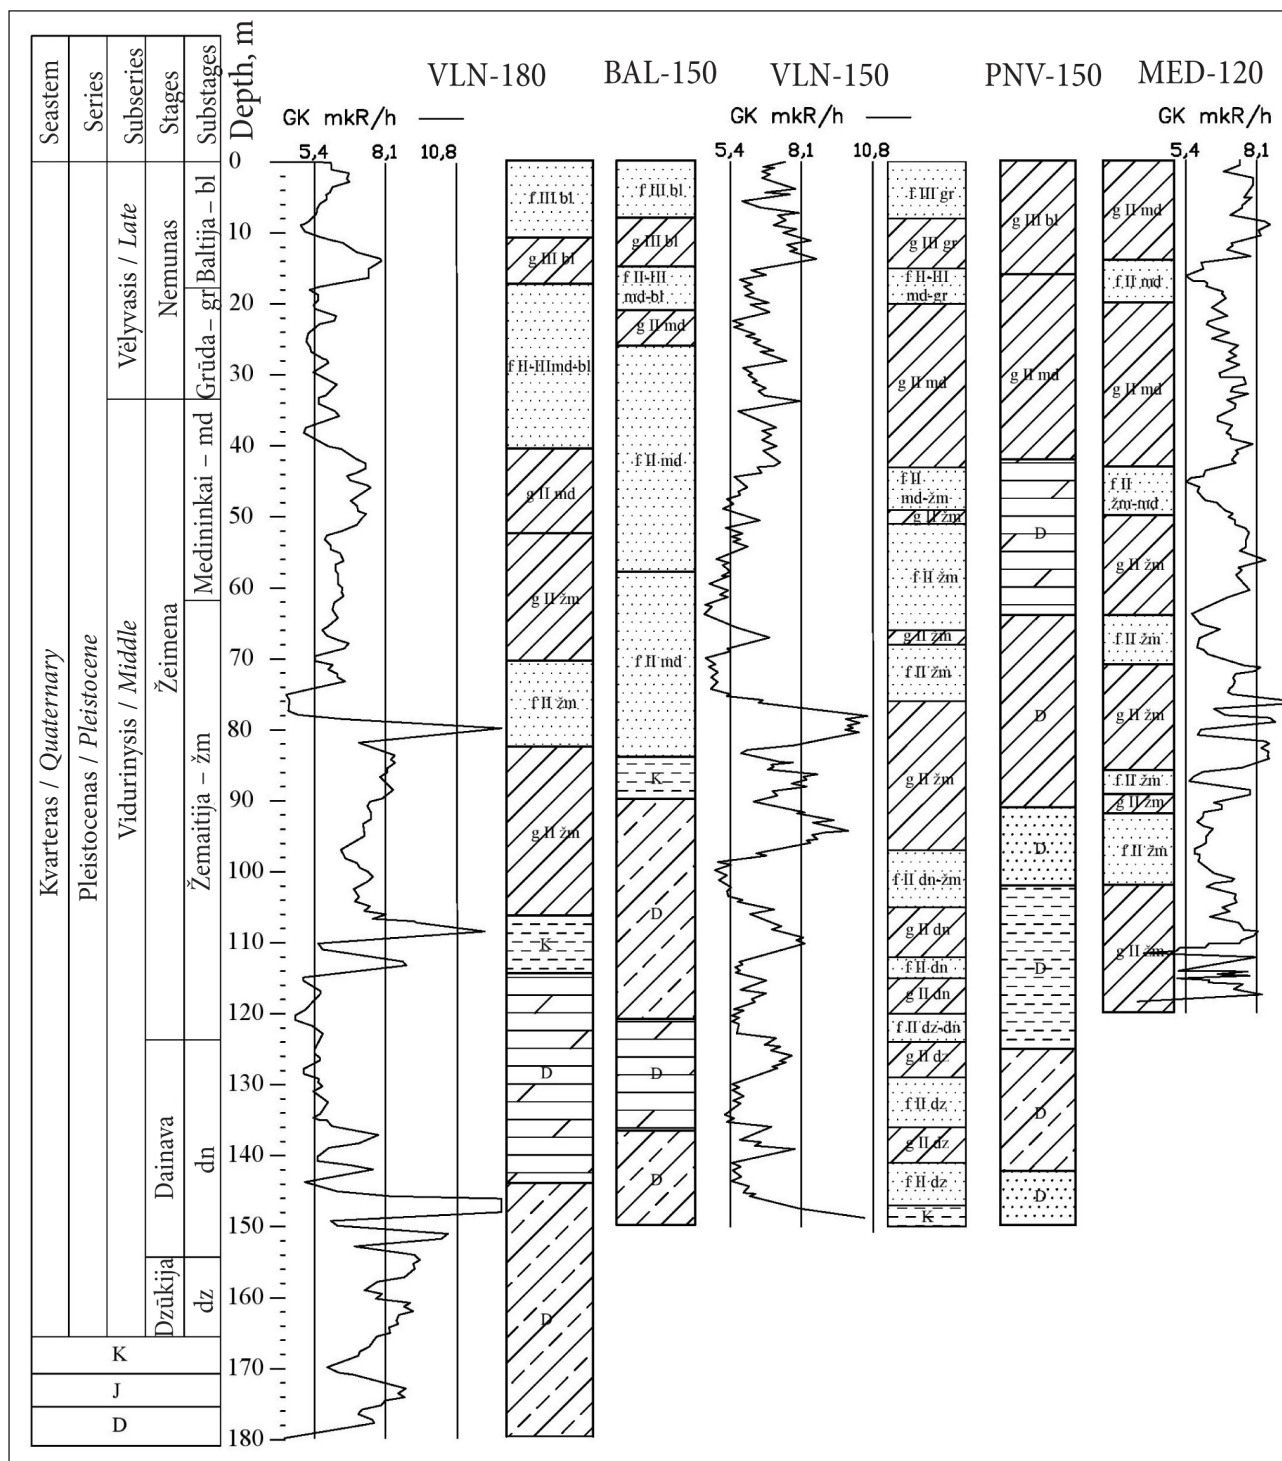 Seastem
Series
Subseries
Stages
Substages
Depth, m
VLN-180
BAL-150
VLN-150
PNV-150
MED-120
GK mkR/h
GK mkR/h
GK mkR/h
5,4 8,1 10,8
5,4 8,1 10,8
5,4 8,1
0
10
20
30
40
50
60
70
80
90
100
110
120
130
140
150
160
170
180
Kvarteras / Quaternary
Pleistocenas / Pleistocene
Vėlyvasis / Late
Vidurinysis / Middle
Nemunas
Žeimena
Dainava
Dzūkija
Baltija – bl
Grūda – gr
Medininkai – md
Žemaitija – žm
dn
dz
K
J
D
f III bl
g III bl
f II-IIImd-bl
g II md
g II žm
f II žm
g II žm
K
D
D
f III bl
g III bl
f II-III
md-bl
g II md
f II md
f II md
K
D
D
D
f III gr
g III gr
f II-III
md-gr
g II md
f II
md-žm
g II žm
f II žm
g II žm
f II žm
g II žm
f II dn-žm
g II dn
f II dn
g II dn
f II dz-dn
g II dz
f II dz
g II dz
f II dz
K
g III bl
g II md
D
D
D
D
D
D
g II md
f II md
g II md
f II
žm-md
g II žm
f II žm
g II žm
f II žm
g II žm
f II žm
g II žm